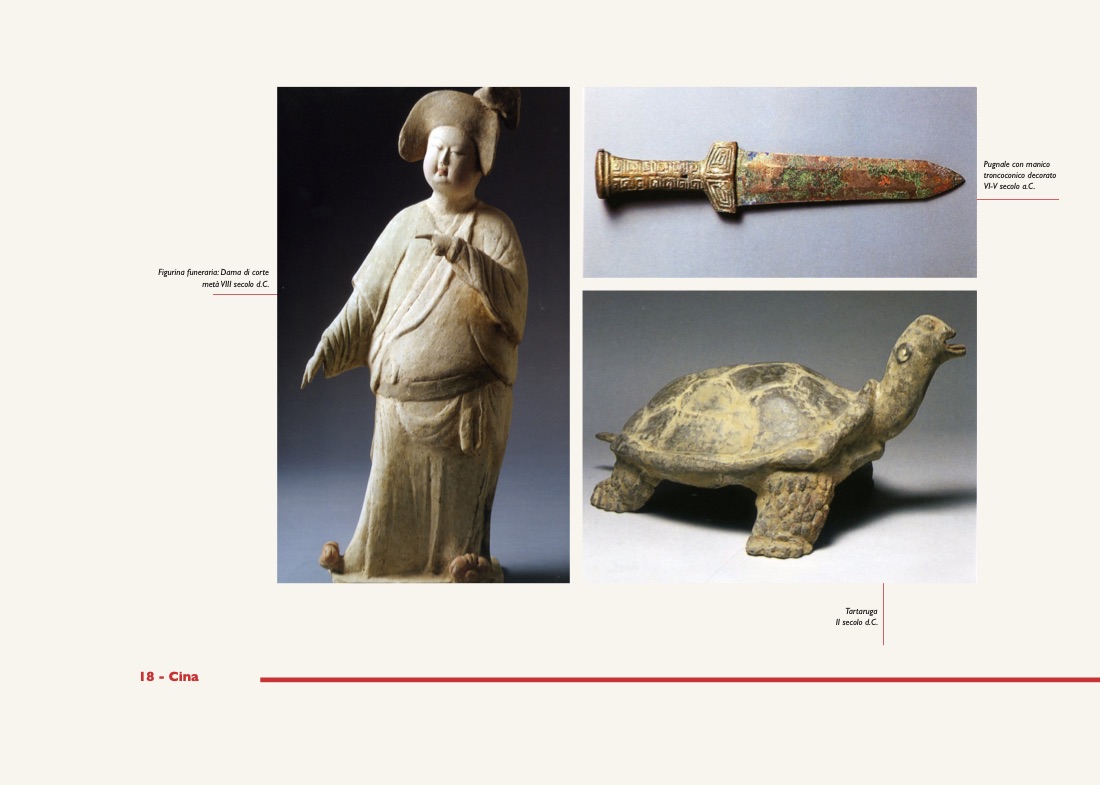 Pugnale con manico
troncoconico decorato
VI-V secolo a.C.
Figurina funeraria: Dama di corte
metà VIII secolo d.C.
Tartaruga
II secolo d.C.
18 - Cina